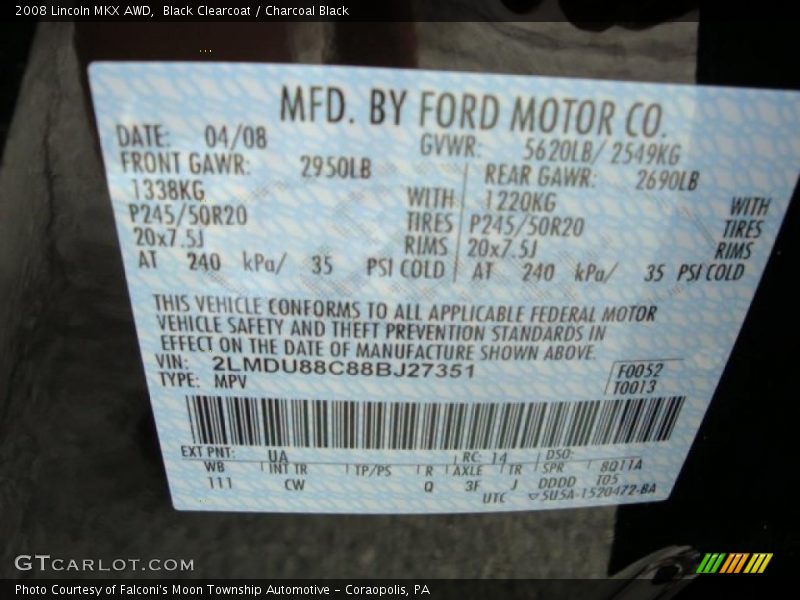 2008 Lincoln MKX AWD,  Black Clearcoat / Charcoal Black
MFD. BY FORD MOTOR CO.
DATE: 04/08 GVWR: 5620LB/ 2549KG
FRONT GAWR: 2950LB REAR GAWR: 2690LB
1338KG WITH 1220KG WITH
P245/50R20 TIRES P245/50R20 TIRES
20x7.5J RIMS 20x7.5J RIMS
AT 240 kPa/ 35 PSI COLD AT 240 kPa/ 35 PSI COLD
THIS VEHICLE CONFORMS TO ALL APPLICABLE FEDERAL MOTOR
VEHICLE SAFETY AND THEFT PREVENTION STANDARDS IN
EFFECT ON THE DATE OF MANUFACTURE SHOWN ABOVE.
VIN: 2LMDU88C88BJ27351 F0052
TYPE: MPV T0013
EXT PNT: UA RC: 14 DSO:
WB INT TR TP/PS R AXLE TR SPR 8Q11A
111 CW Q 3F J DDDD T05
UTC 5U5A-1520472-BA
GTCARLOT.COM
Photo Courtesy of Falconi's Moon Township Automotive - Coraopolis, PA